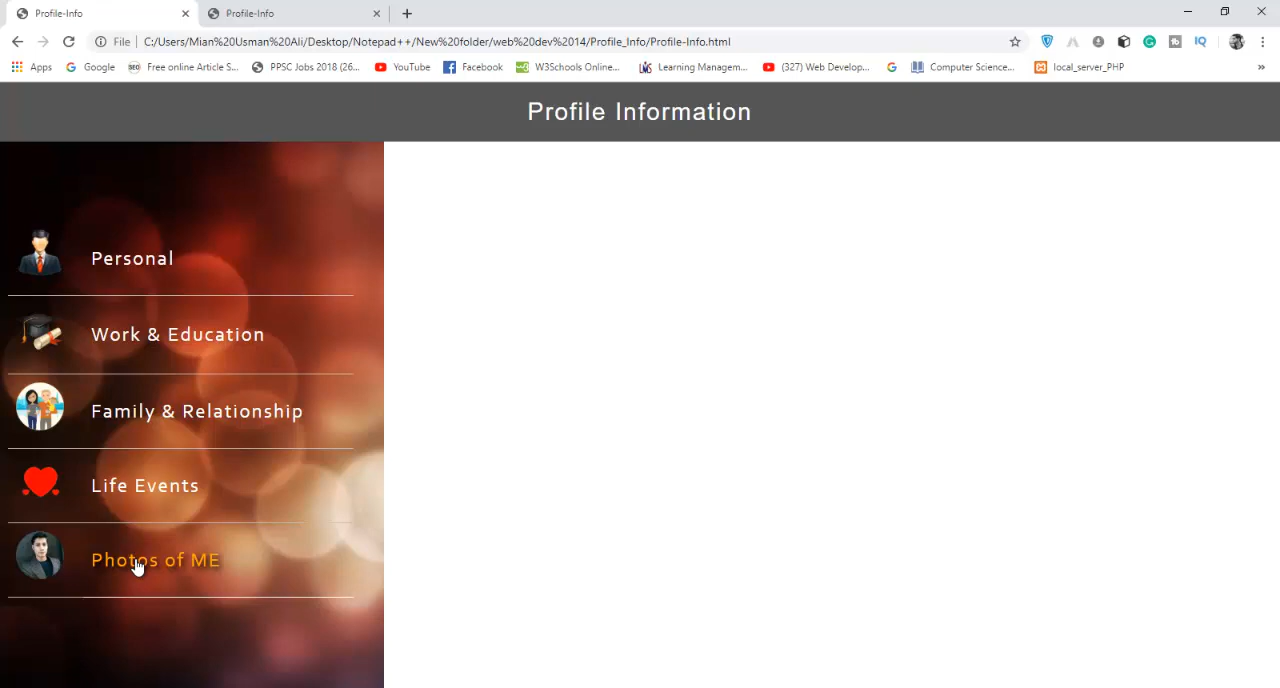 Profile-Info
Profile-Info
File C:/Users/Mian%20Usman%20Ali/Desktop/Notepad++/New%20folder/web%20dev%2014/Profile_Info/Profile-Info.html
IQ
Apps Google Free online Article S... PPSC Jobs 2018 (26... YouTube Facebook W3Schools Online... Learning Managem... (327) Web Develop... Computer Science... local_server_PHP »
Profile Information
Personal
Work & Education
Family & Relationship
Life Events
Photos of ME